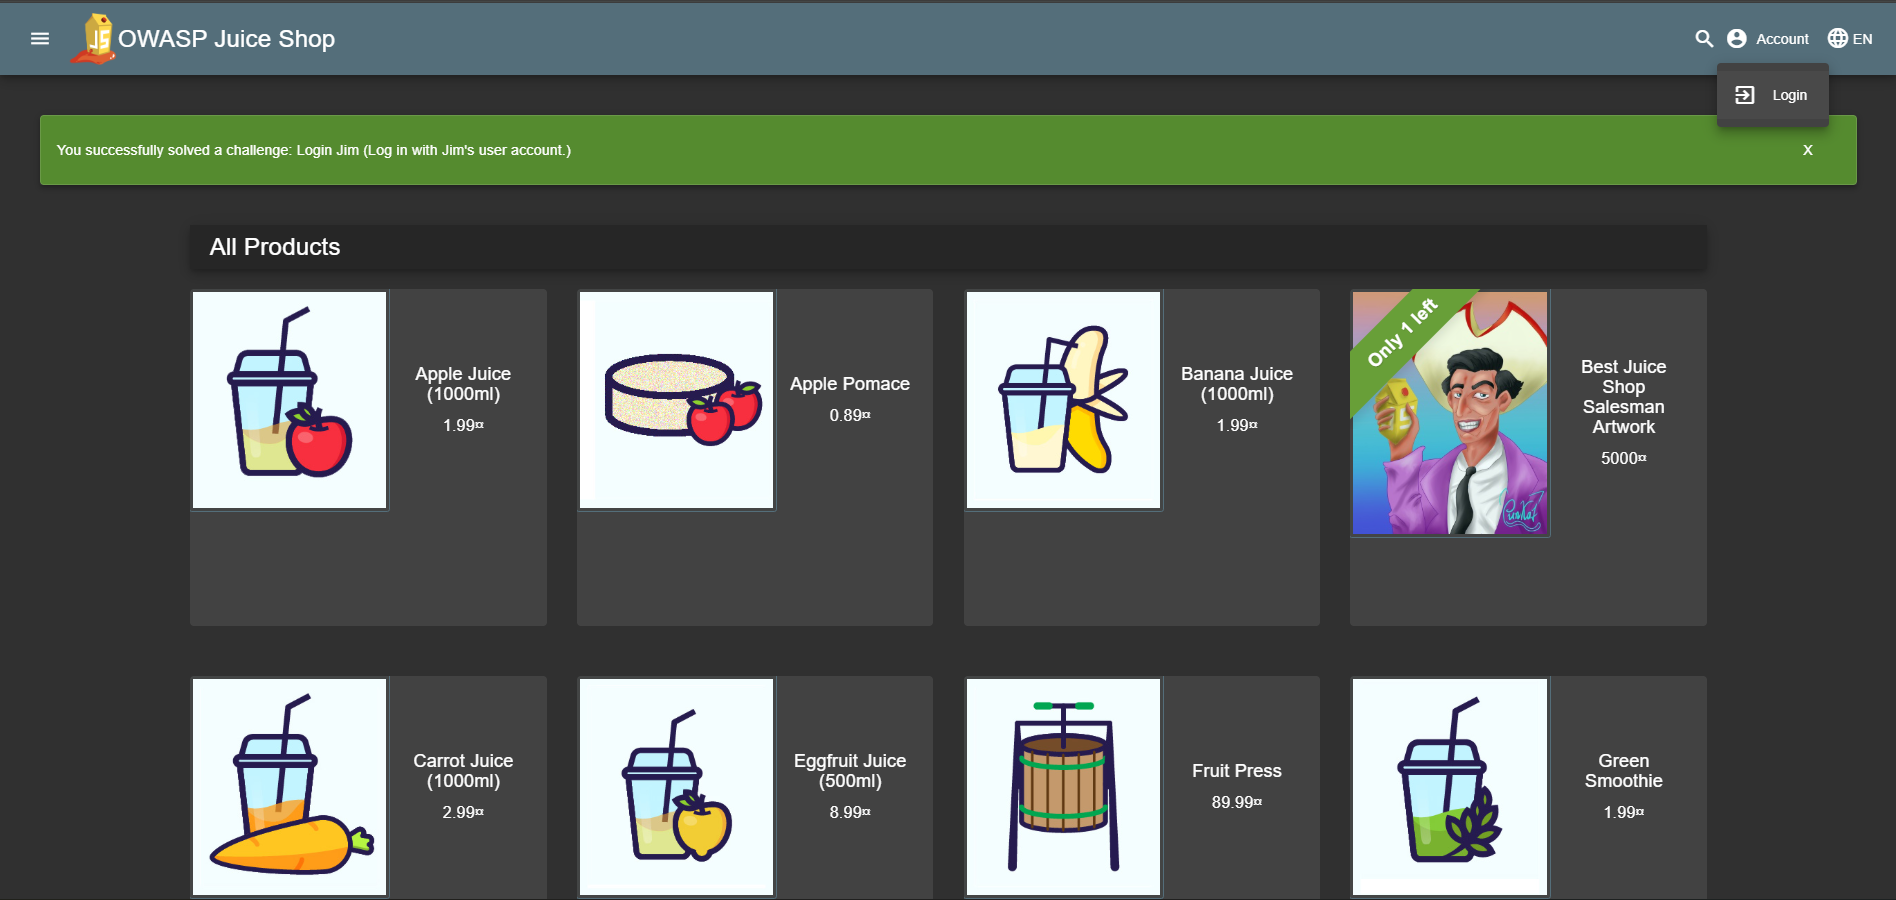 OWASP Juice Shop
Account
EN
Login
You successfully solved a challenge: Login Jim (Log in with Jim's user account.)
X
All Products
Apple Juice
(1000ml)
1.99¤
Apple Pomace
0.89¤
Banana Juice
(1000ml)
1.99¤
Only 1 left
Best Juice
Shop
Salesman
Artwork
5000¤
Carrot Juice
(1000ml)
2.99¤
Eggfruit Juice
(500ml)
8.99¤
Fruit Press
89.99¤
Green
Smoothie
1.99¤